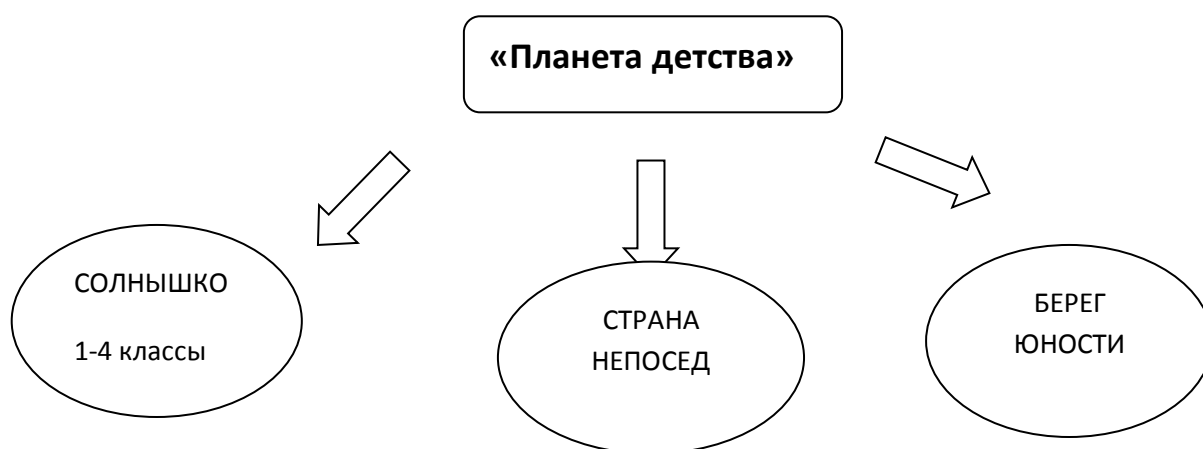 «Планета детства»
СОЛНЫШКО
1-4 классы
СТРАНА
НЕПОСЕД
БЕРЕГ
ЮНОСТИ